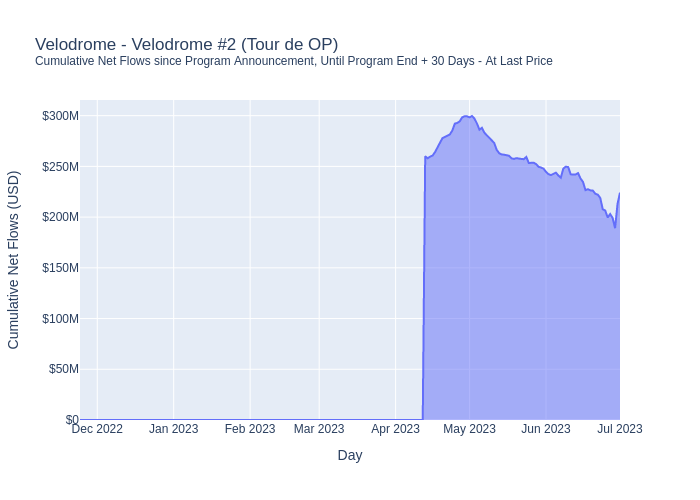 Velodrome - Velodrome #2 (Tour de OP)
Cumulative Net Flows since Program Announcement, Until Program End + 30 Days - At Last Price
$300M
$250M
$200M
$150M
$100M
$50M
$0
Cumulative Net Flows (USD)
Dec 2022 Jan 2023 Feb 2023 Mar 2023 Apr 2023 May 2023 Jun 2023 Jul 2023
Day